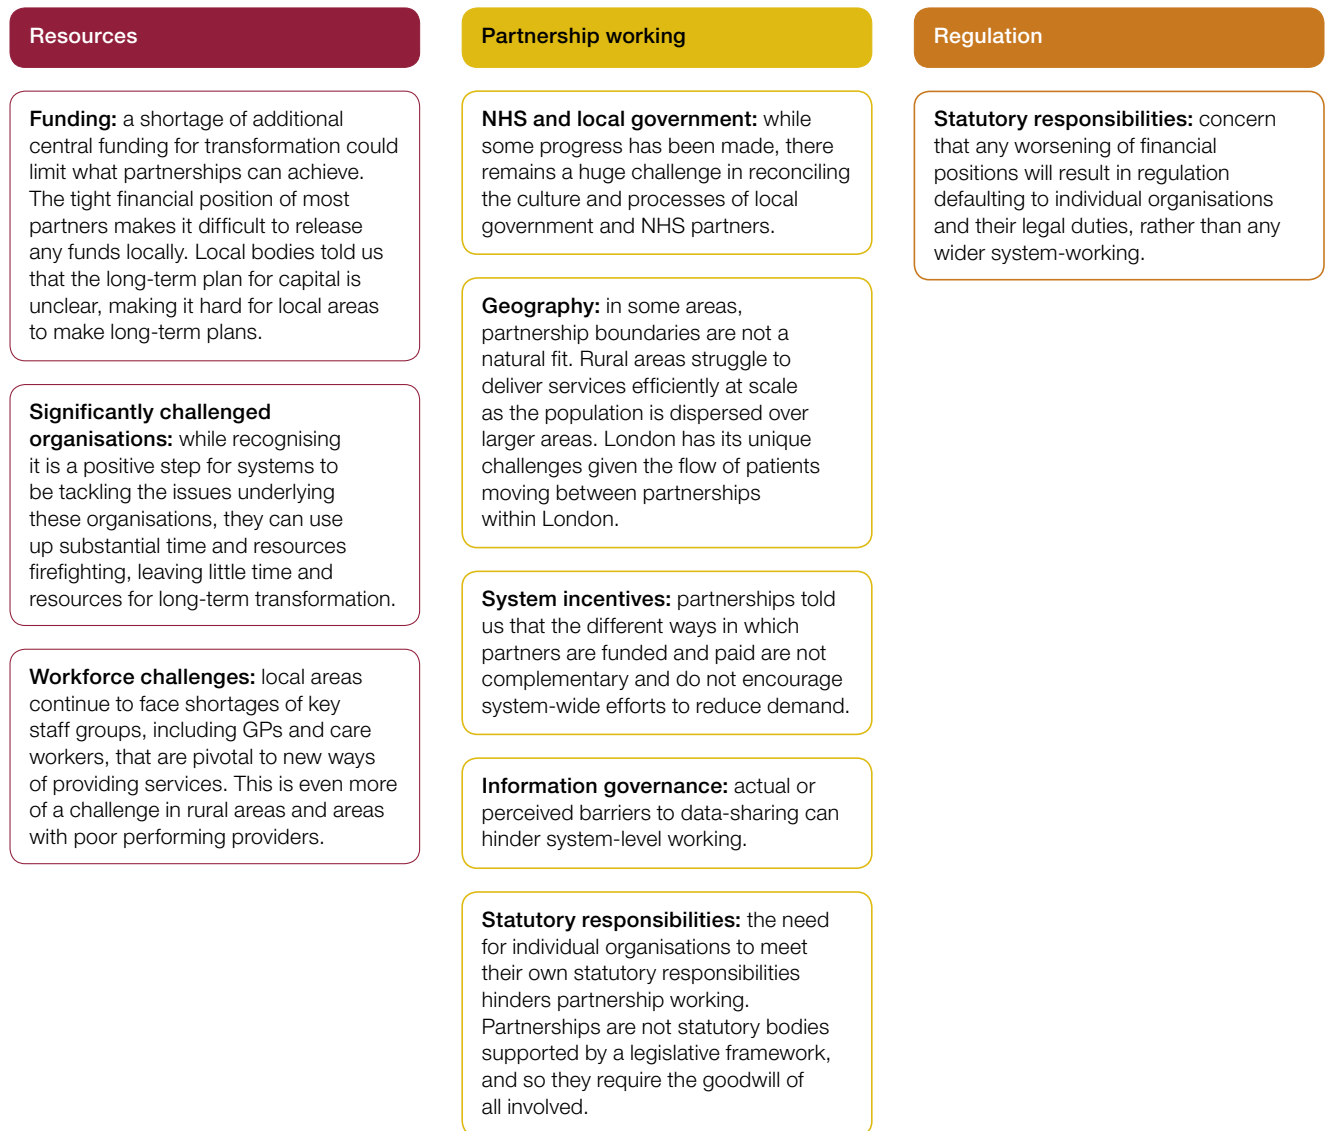 Resources
Funding: a shortage of additional
central funding for transformation could
limit what partnerships can achieve.
The tight financial position of most
partners makes it difficult to release
any funds locally. Local bodies told us
that the long-term plan for capital is
unclear, making it hard for local areas
to make long-term plans.
Significantly challenged
organisations: while recognising
it is a positive step for systems to
be tackling the issues underlying
these organisations, they can use
up substantial time and resources
firefighting, leaving little time and
resources for long-term transformation.
Workforce challenges: local areas
continue to face shortages of key
staff groups, including GPs and care
workers, that are pivotal to new ways
of providing services. This is even more
of a challenge in rural areas and areas
with poor performing providers.
Partnership working
NHS and local government: while
some progress has been made, there
remains a huge challenge in reconciling
the culture and processes of local
government and NHS partners.
Geography: in some areas,
partnership boundaries are not a
natural fit. Rural areas struggle to
deliver services efficiently at scale
as the population is dispersed over
larger areas. London has its unique
challenges given the flow of patients
moving between partnerships
within London.
System incentives: partnerships told
us that the different ways in which
partners are funded and paid are not
complementary and do not encourage
system-wide efforts to reduce demand.
Information governance: actual or
perceived barriers to data-sharing can
hinder system-level working.
Statutory responsibilities: the need
for individual organisations to meet
their own statutory responsibilities
hinders partnership working.
Partnerships are not statutory bodies
supported by a legislative framework,
and so they require the goodwill of
all involved.
Regulation
Statutory responsibilities: concern
that any worsening of financial
positions will result in regulation
defaulting to individual organisations
and their legal duties, rather than any
wider system-working.